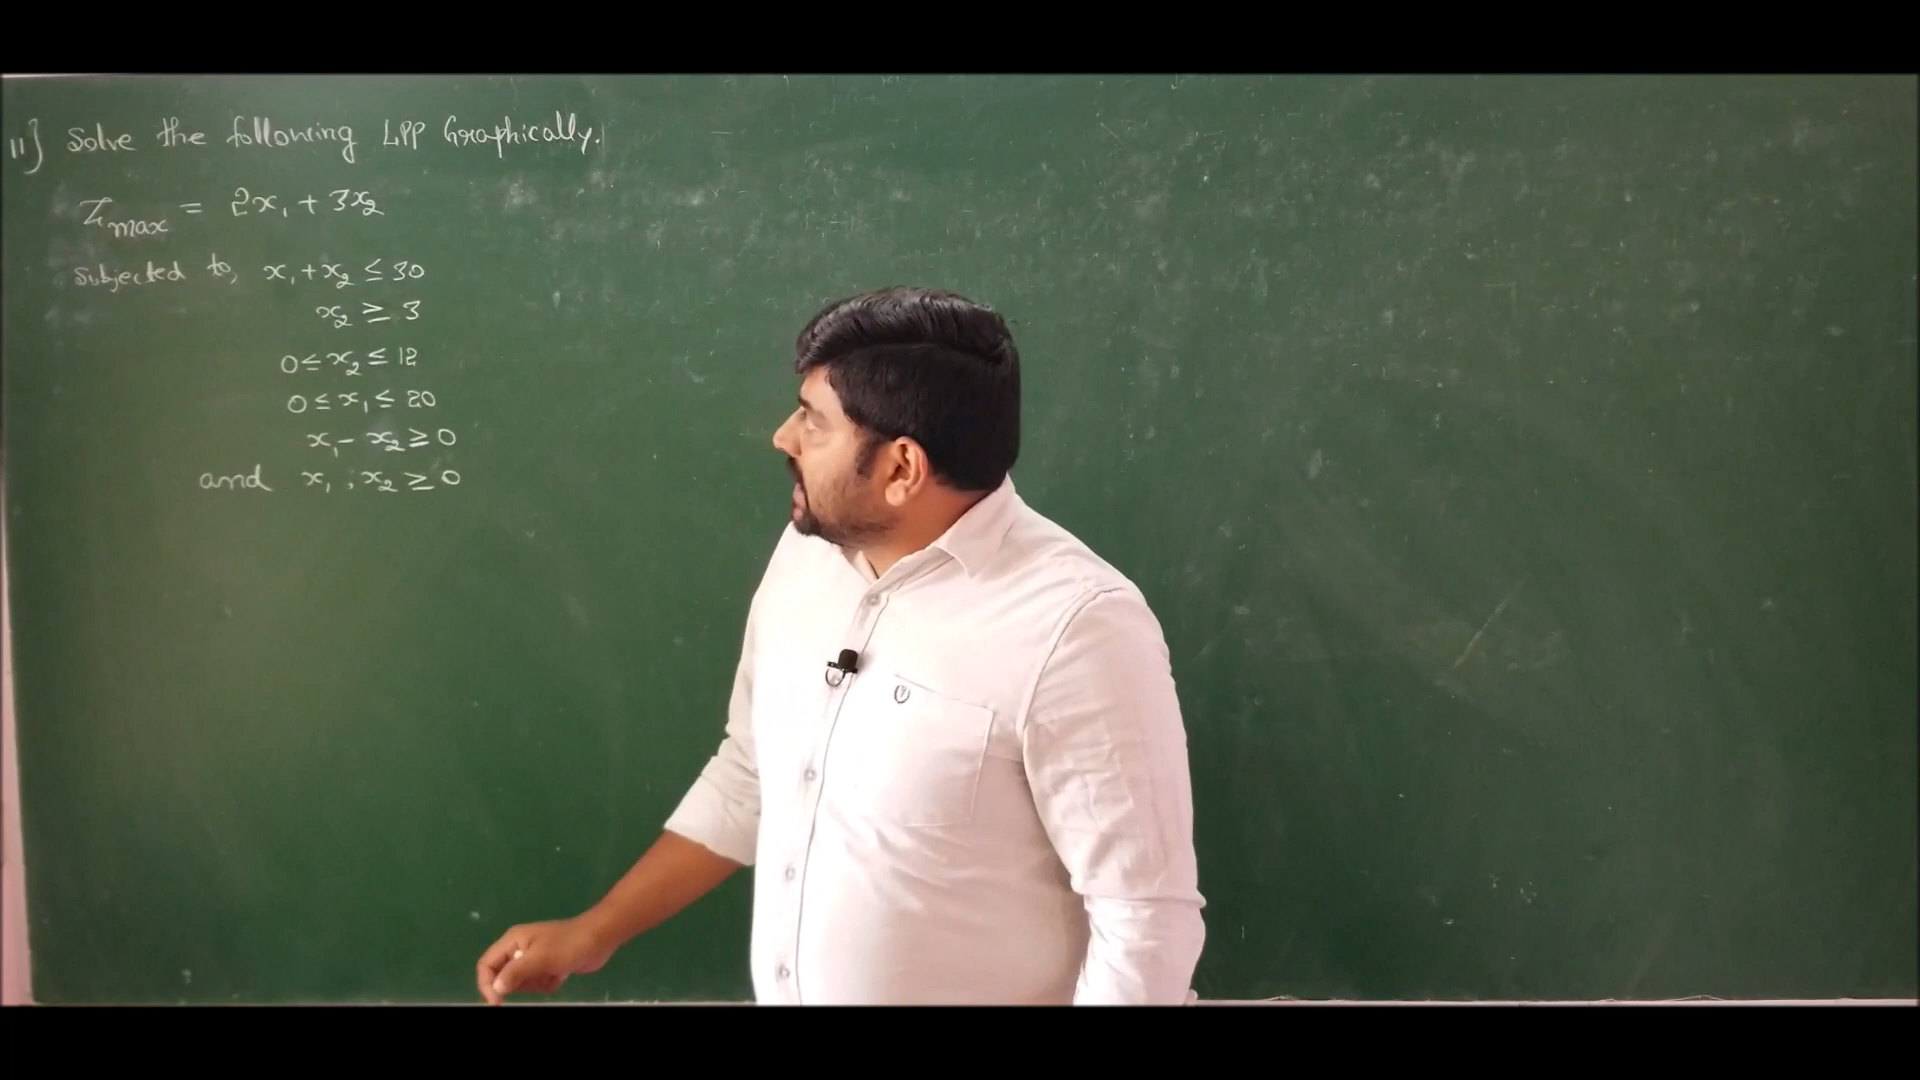 11] Solve the following LPP Graphically.
Zmax = 2x₁ + 3x₂
Subjected to, x₁ + x₂ ≤ 30
x₂ ≥ 3
0 ≤ x₂ ≤ 12
0 ≤ x₁ ≤ 20
x₁ - x₂ ≥ 0
and x₁, x₂ ≥ 0